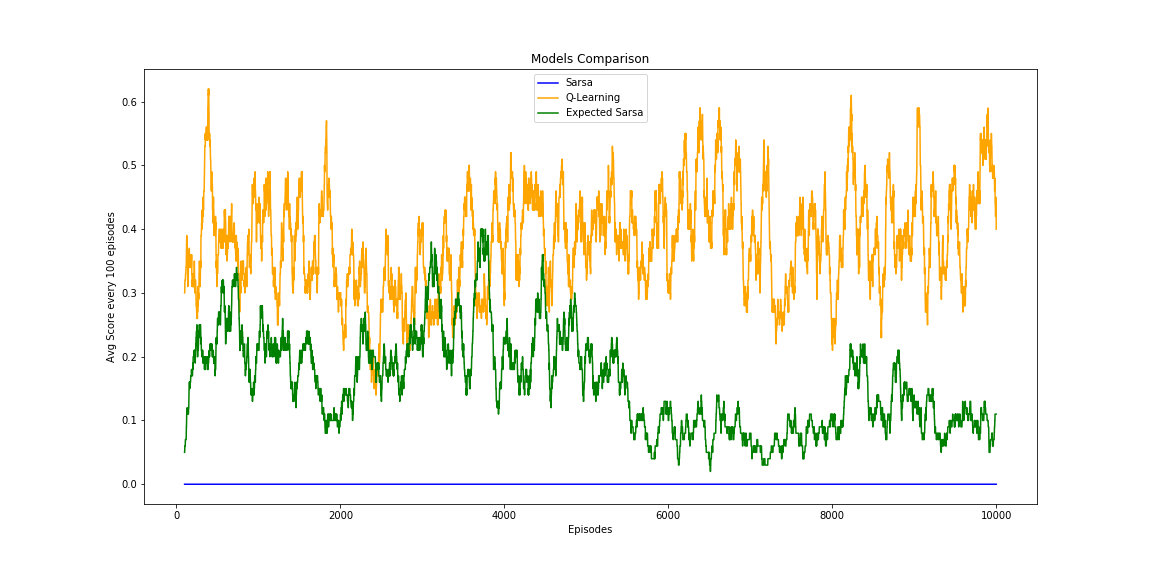 Models Comparison
Sarsa
Q-Learning
Expected Sarsa
Avg Score every 100 episodes
0.6
0.5
0.4
0.3
0.2
0.1
0.0
0 2000 4000 6000 8000 10000
Episodes